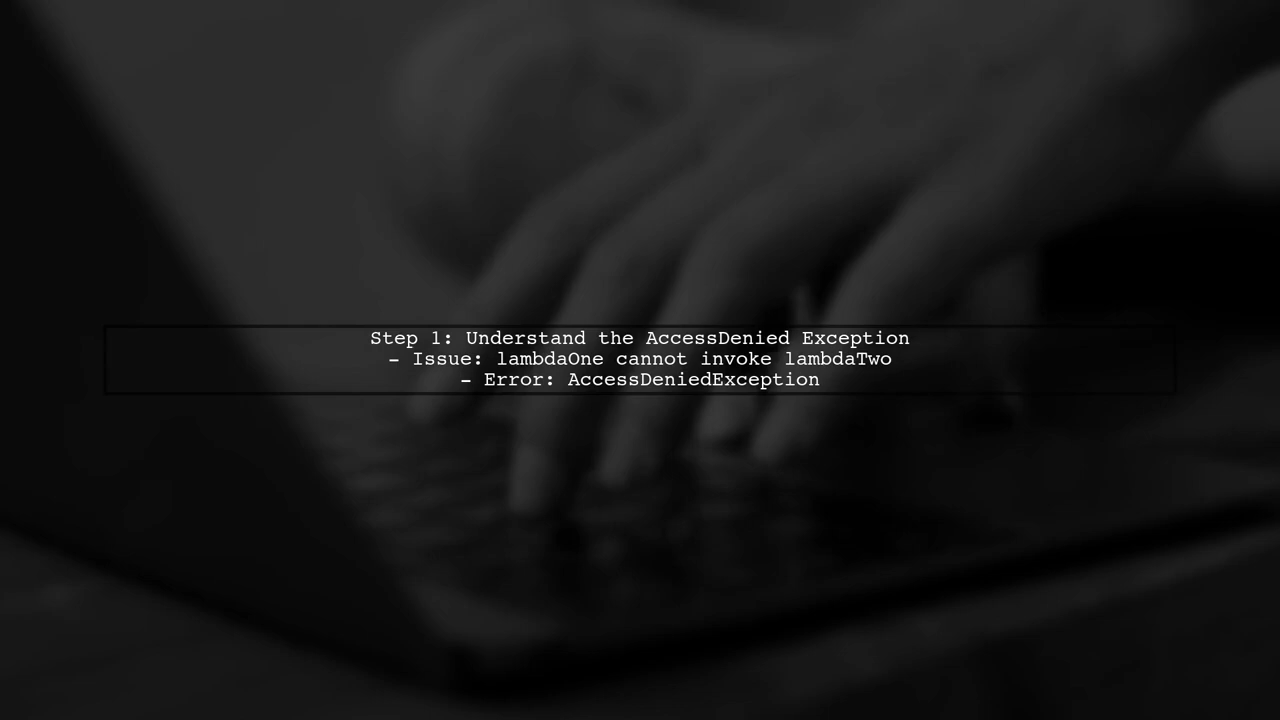 Step 1: Understand the AccessDenied Exception
- Issue: lambdaOne cannot invoke lambdaTwo
- Error: AccessDeniedException